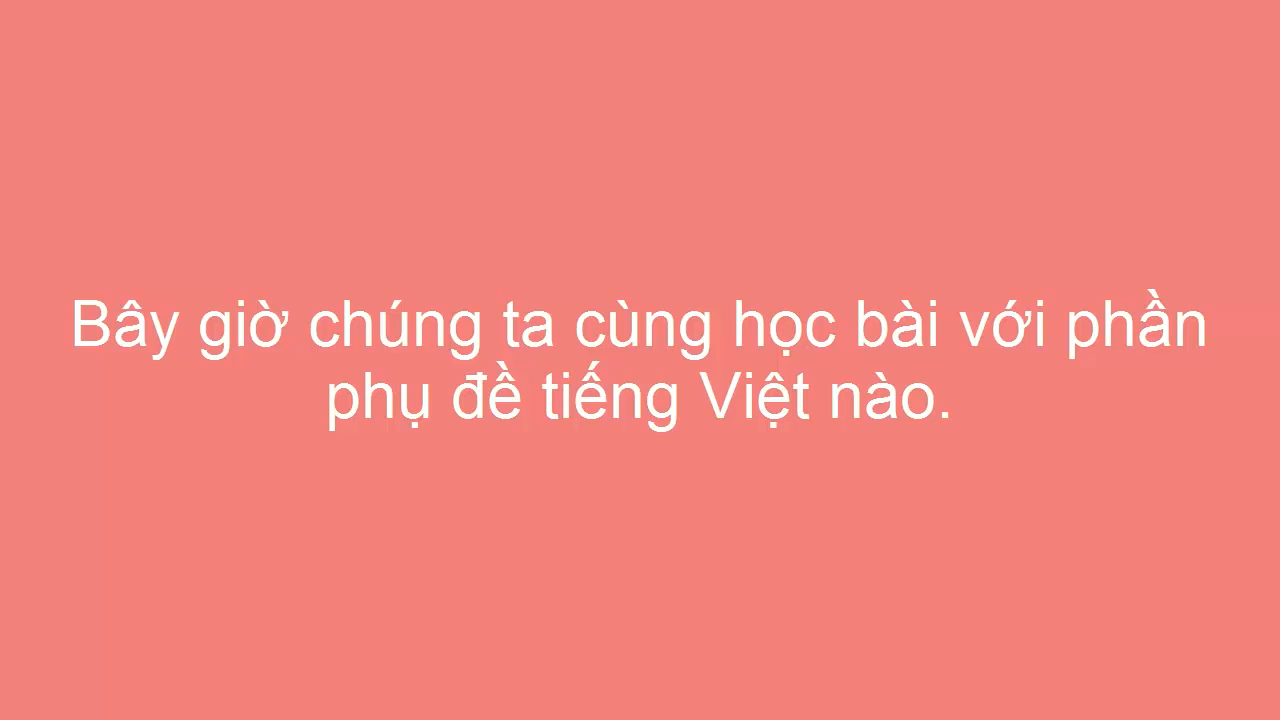 Bây giờ chúng ta cùng học bài với phần
phụ đề tiếng Việt nào.